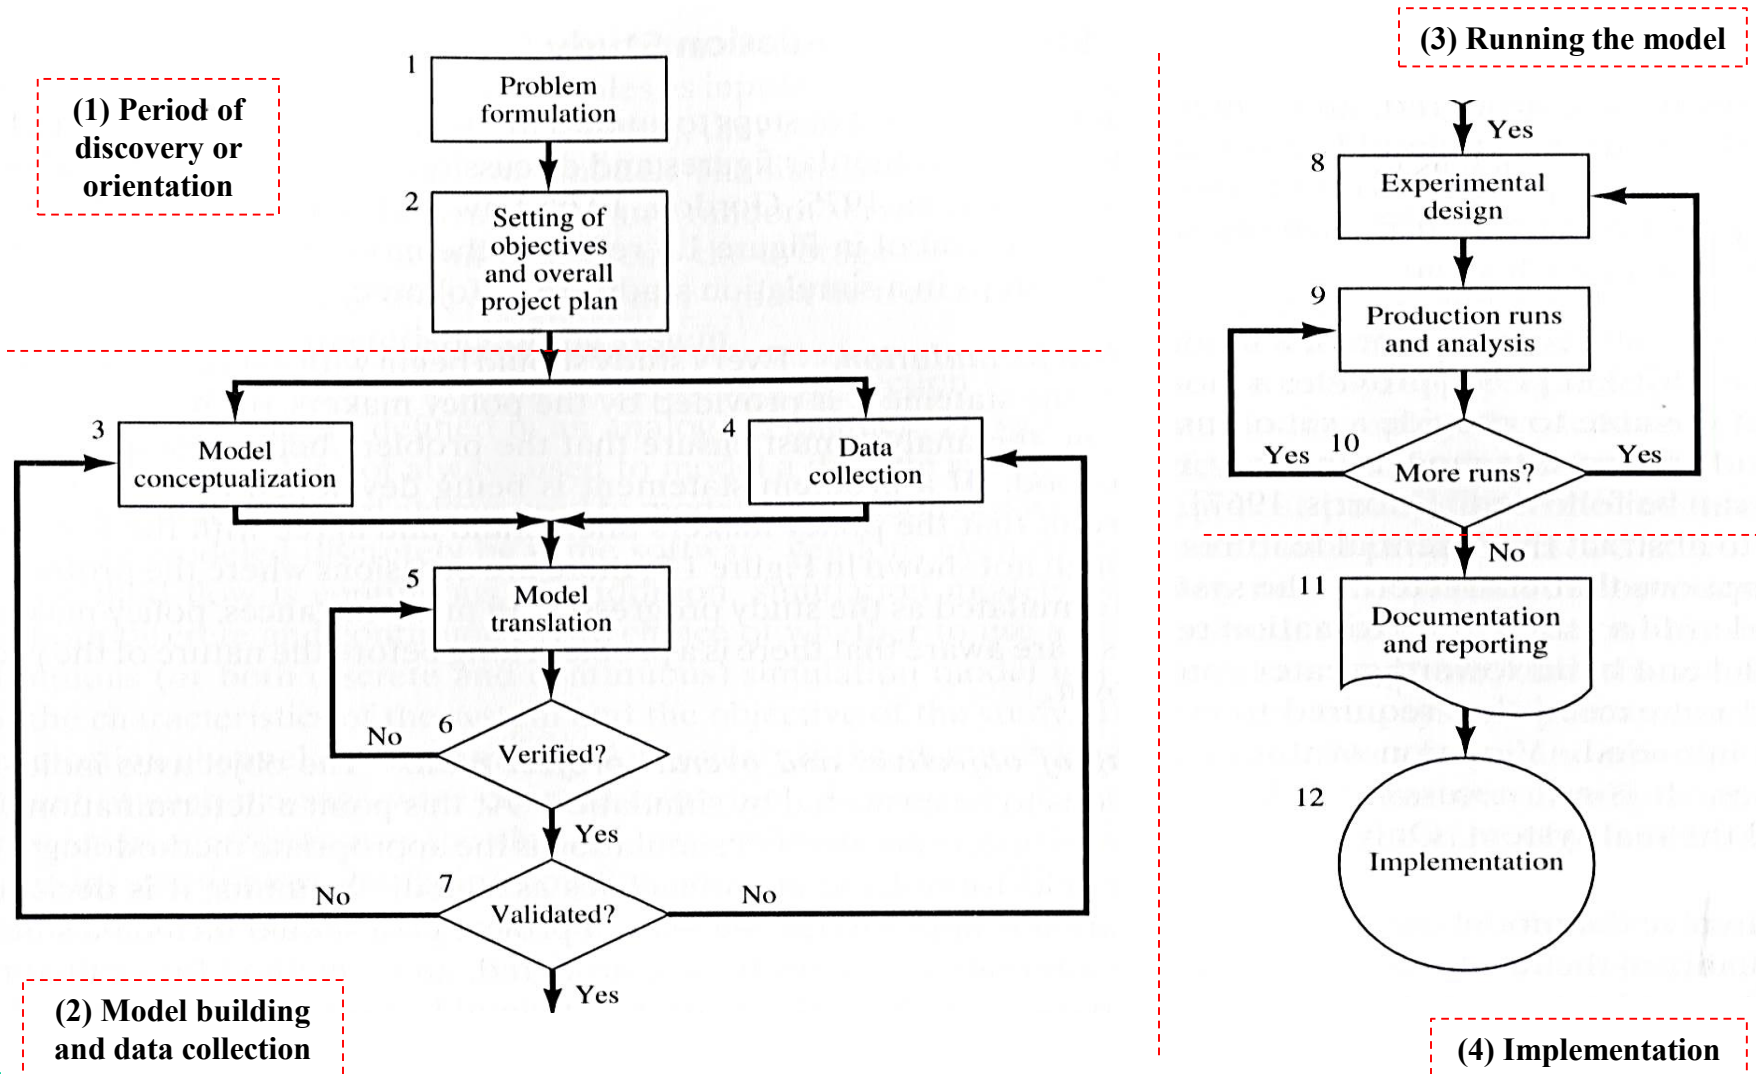 (1) Period of
discovery or
orientation
1
Problem
formulation
2
Setting of
objectives
and overall
project plan
3
Model
conceptualization
4
Data
collection
5
Model
translation
6
Verified?
No
Yes
7
Validated?
No
No
Yes
(2) Model building
and data collection
(3) Running the model
Yes
8
Experimental
design
9
Production runs
and analysis
10
More runs?
Yes
Yes
No
11
Documentation
and reporting
12
Implementation
(4) Implementation